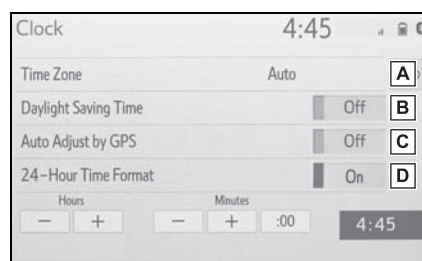 Clock 4:45
Time Zone Auto A
Daylight Saving Time Off B
Auto Adjust by GPS Off C
24-Hour Time Format On D
Hours Minutes
− + − + :00 4:45